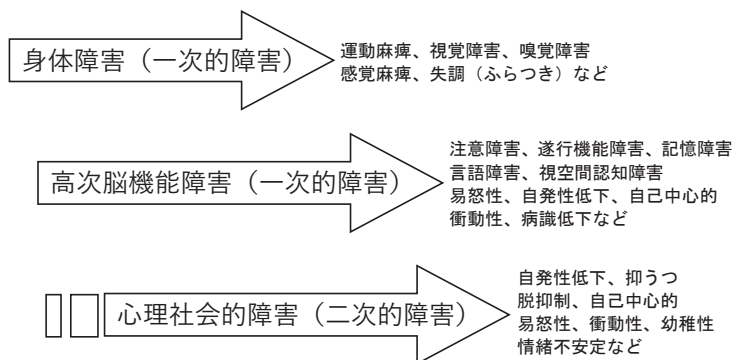 身体障害（一次的障害）
運動麻痺、視覚障害、嗅覚障害
感覚麻痺、失調（ふらつき）など
高次脳機能障害（一次的障害）
注意障害、遂行機能障害、記憶障害
言語障害、視空間認知障害
易怒性、自発性低下、自己中心的
衝動性、病識低下など
心理社会的障害（二次的障害）
自発性低下、抑うつ
脱抑制、自己中心的
易怒性、衝動性、幼稚性
情緒不安定など